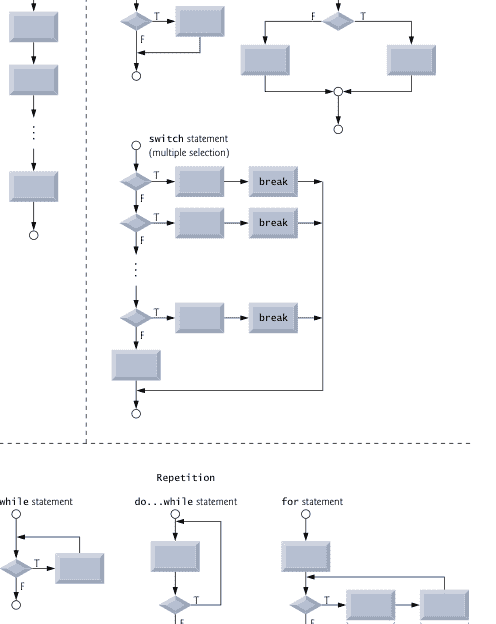 T
F
F T
switch statement
(multiple selection)
T
break
F
T
break
F
T
break
F
Repetition
while statement
do...while statement
for statement
T
F
T
F
T
F